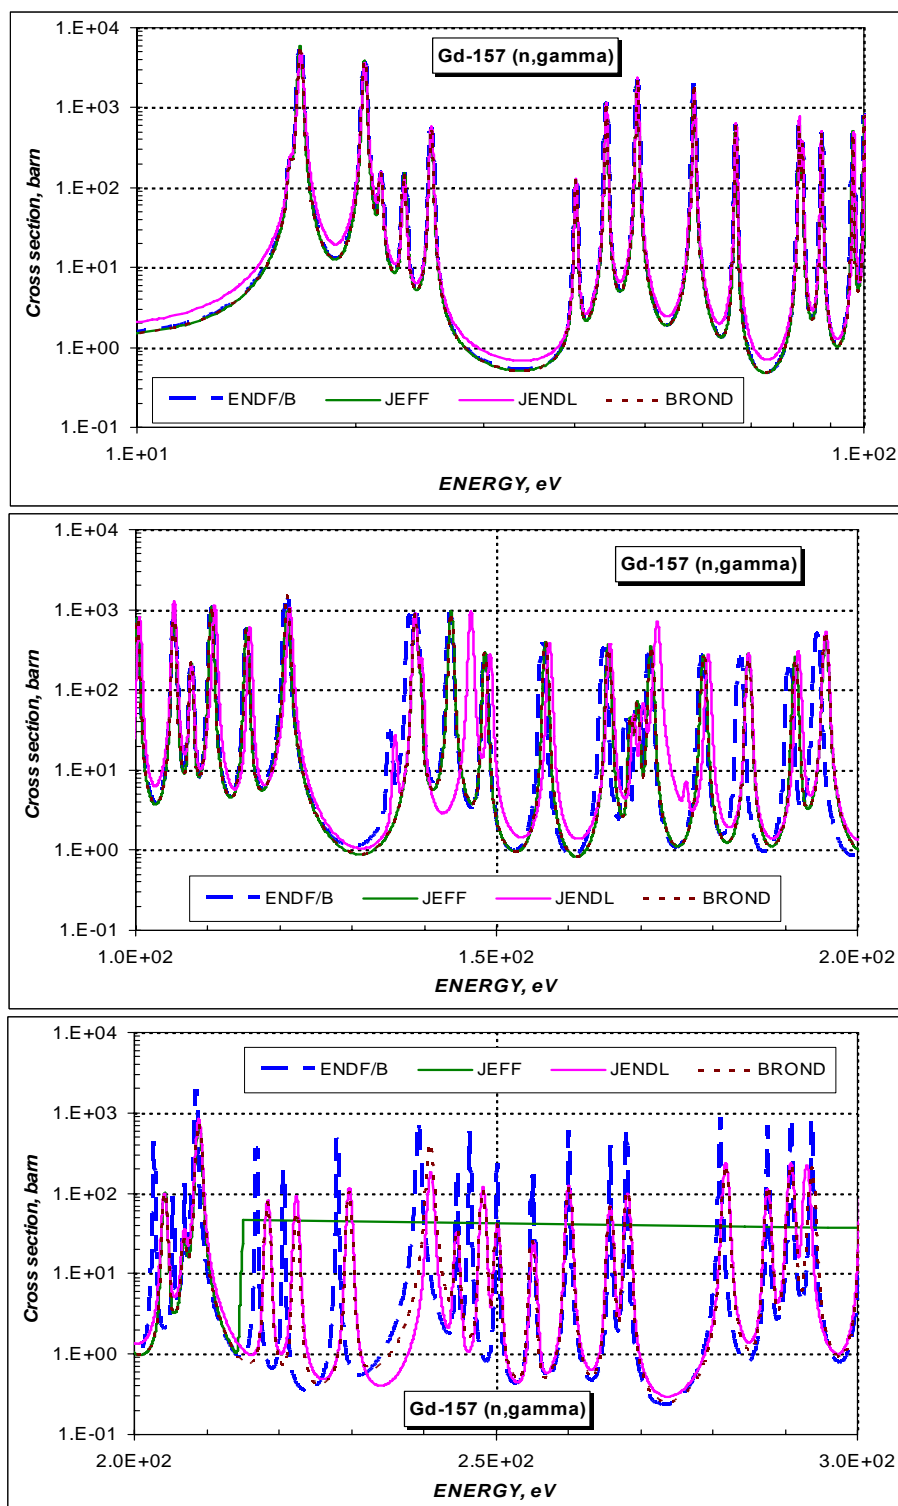 1.E+04
Gd-157 (n,gamma)
1.E+03
1.E+02
1.E+01
1.E+00
1.E-01
Cross section, barn
ENDF/B JEFF JENDL BROND
1.E+01 1.E+02
ENERGY, eV
1.E+04
Gd-157 (n,gamma)
1.E+03
1.E+02
1.E+01
1.E+00
1.E-01
Cross section, barn
ENDF/B JEFF JENDL BROND
1.0E+02 1.5E+02 2.0E+02
ENERGY, eV
1.E+04
ENDF/B JEFF JENDL BROND
1.E+03
1.E+02
1.E+01
1.E+00
1.E-01
Cross section, barn
Gd-157 (n,gamma)
2.0E+02 2.5E+02 3.0E+02
ENERGY, eV